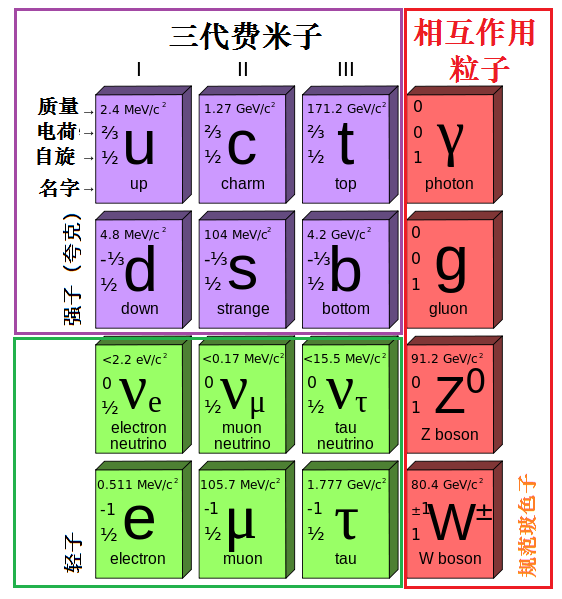 三代费米子
相互作用
粒子
I II III
质量→ 2.4 MeV/c² 1.27 GeV/c² 171.2 GeV/c² 0
电荷→ ⅔ ⅔ ⅔ 0
自旋→ ½ ½ ½ 1
u c t γ
名字→ up charm top photon
强子（夸克）
4.8 MeV/c² 104 MeV/c² 4.2 GeV/c² 0
-⅓ -⅓ -⅓ 0
½ ½ ½ 1
d s b g
down strange bottom gluon
<2.2 eV/c² <0.17 MeV/c² <15.5 MeV/c² 91.2 GeV/c²
0 0 0 0
½ ½ ½ 1
νe νμ ντ Z⁰
electron muon tau Z boson
neutrino neutrino neutrino
轻子
0.511 MeV/c² 105.7 MeV/c² 1.777 GeV/c² 80.4 GeV/c²
-1 -1 -1 ±1
½ ½ ½ 1
e μ τ W±
electron muon tau W boson
规范玻色子